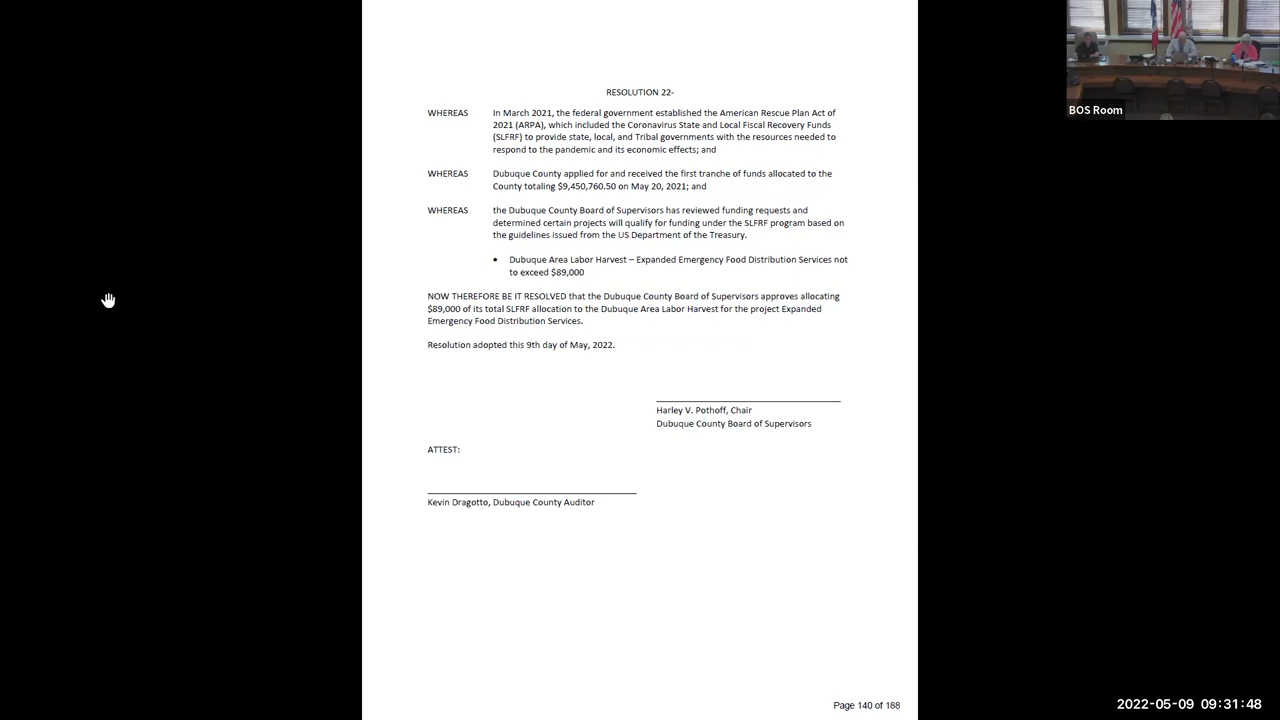 RESOLUTION 22-
WHEREAS In March 2021, the federal government established the American Rescue Plan Act of
2021 (ARPA), which included the Coronavirus State and Local Fiscal Recovery Funds
(SLFRF) to provide state, local, and Tribal governments with the resources needed to
respond to the pandemic and its economic effects; and
WHEREAS Dubuque County applied for and received the first tranche of funds allocated to the
County totaling $9,450,760.50 on May 20, 2021; and
WHEREAS the Dubuque County Board of Supervisors has reviewed funding requests and
determined certain projects will qualify for funding under the SLFRF program based on
the guidelines issued from the US Department of the Treasury.
• Dubuque Area Labor Harvest – Expanded Emergency Food Distribution Services not
to exceed $89,000
NOW THEREFORE BE IT RESOLVED that the Dubuque County Board of Supervisors approves allocating
$89,000 of its total SLFRF allocation to the Dubuque Area Labor Harvest for the project Expanded
Emergency Food Distribution Services.
Resolution adopted this 9th day of May, 2022.
Harley V. Pothoff, Chair
Dubuque County Board of Supervisors
ATTEST:
Kevin Dragotto, Dubuque County Auditor
Page 140 of 188
BOS Room
2022-05-09 09:31:48